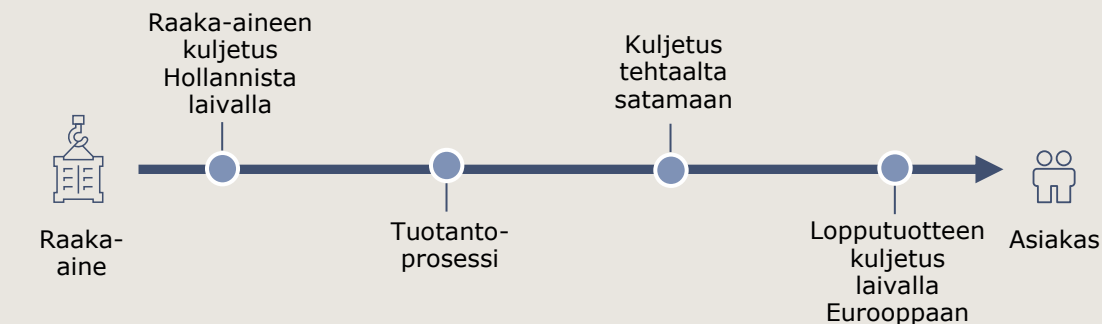 Raaka-aineen
kuljetus
Hollannista
laivalla
Kuljetus
tehtaalta
satamaan
Raaka-
aine
Tuotanto-
prosessi
Lopputuotteen
kuljetus
laivalla
Eurooppaan
Asiakas